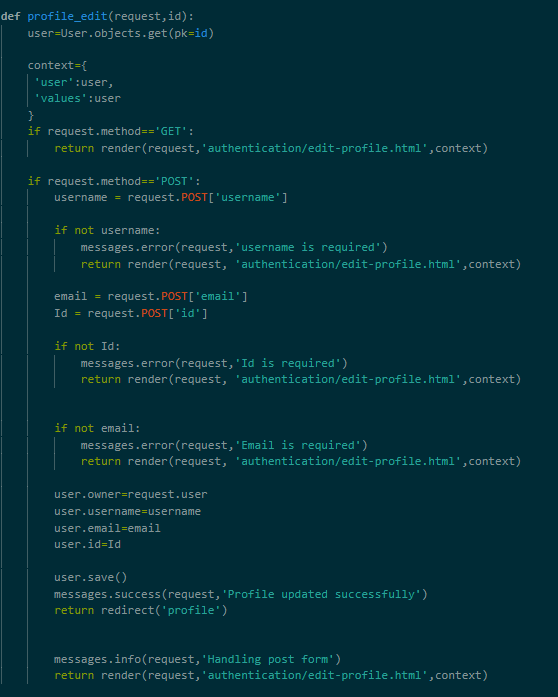 def profile_edit(request,id):
user=User.objects.get(pk=id)
context={
'user':user,
'values':user
}
if request.method=='GET':
return render(request,'authentication/edit-profile.html',context)
if request.method=='POST':
username = request.POST['username']
if not username:
messages.error(request,'username is required')
return render(request, 'authentication/edit-profile.html',context)
email = request.POST['email']
Id = request.POST['id']
if not Id:
messages.error(request,'Id is required')
return render(request, 'authentication/edit-profile.html',context)
if not email:
messages.error(request,'Email is required')
return render(request, 'authentication/edit-profile.html',context)
user.owner=request.user
user.username=username
user.email=email
user.id=Id
user.save()
messages.success(request,'Profile updated successfully')
return redirect('profile')
messages.info(request,'Handling post form')
return render(request,'authentication/edit-profile.html',context)